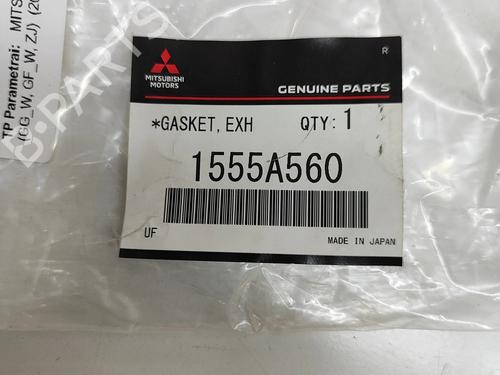 TP Parametrai: MITS
(GG_W, GF_W, ZJ) (20
B-PARTS
MITSUBISHI
MOTORS
R
GENUINE PARTS
*GASKET, EXH QTY: 1
1555A560
UF
MADE IN JAPAN